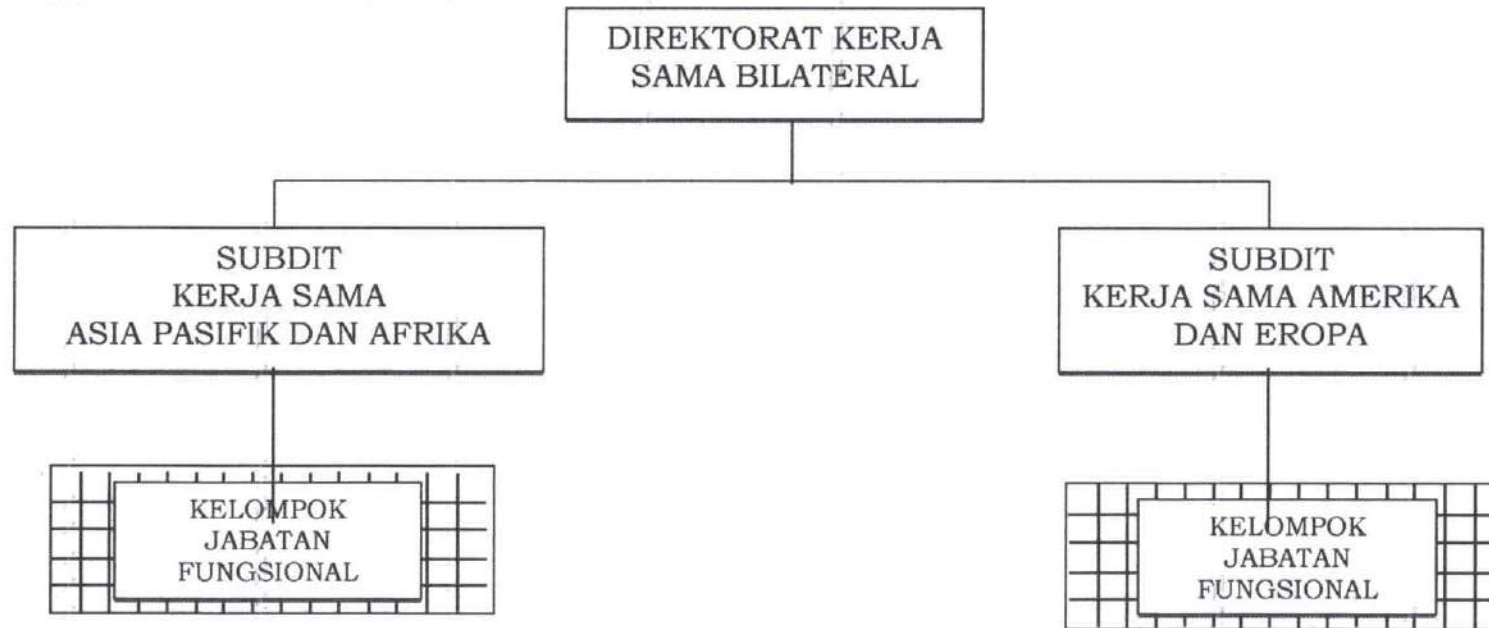 DIREKTORAT KERJA
SAMA BILATERAL
SUBDIT
KERJA SAMA
ASIA PASIFIK DAN AFRIKA
SUBDIT
KERJA SAMA AMERIKA
DAN EROPA
KELOMPOK
JABATAN
FUNGSIONAL
KELOMPOK
JABATAN
FUNGSIONAL